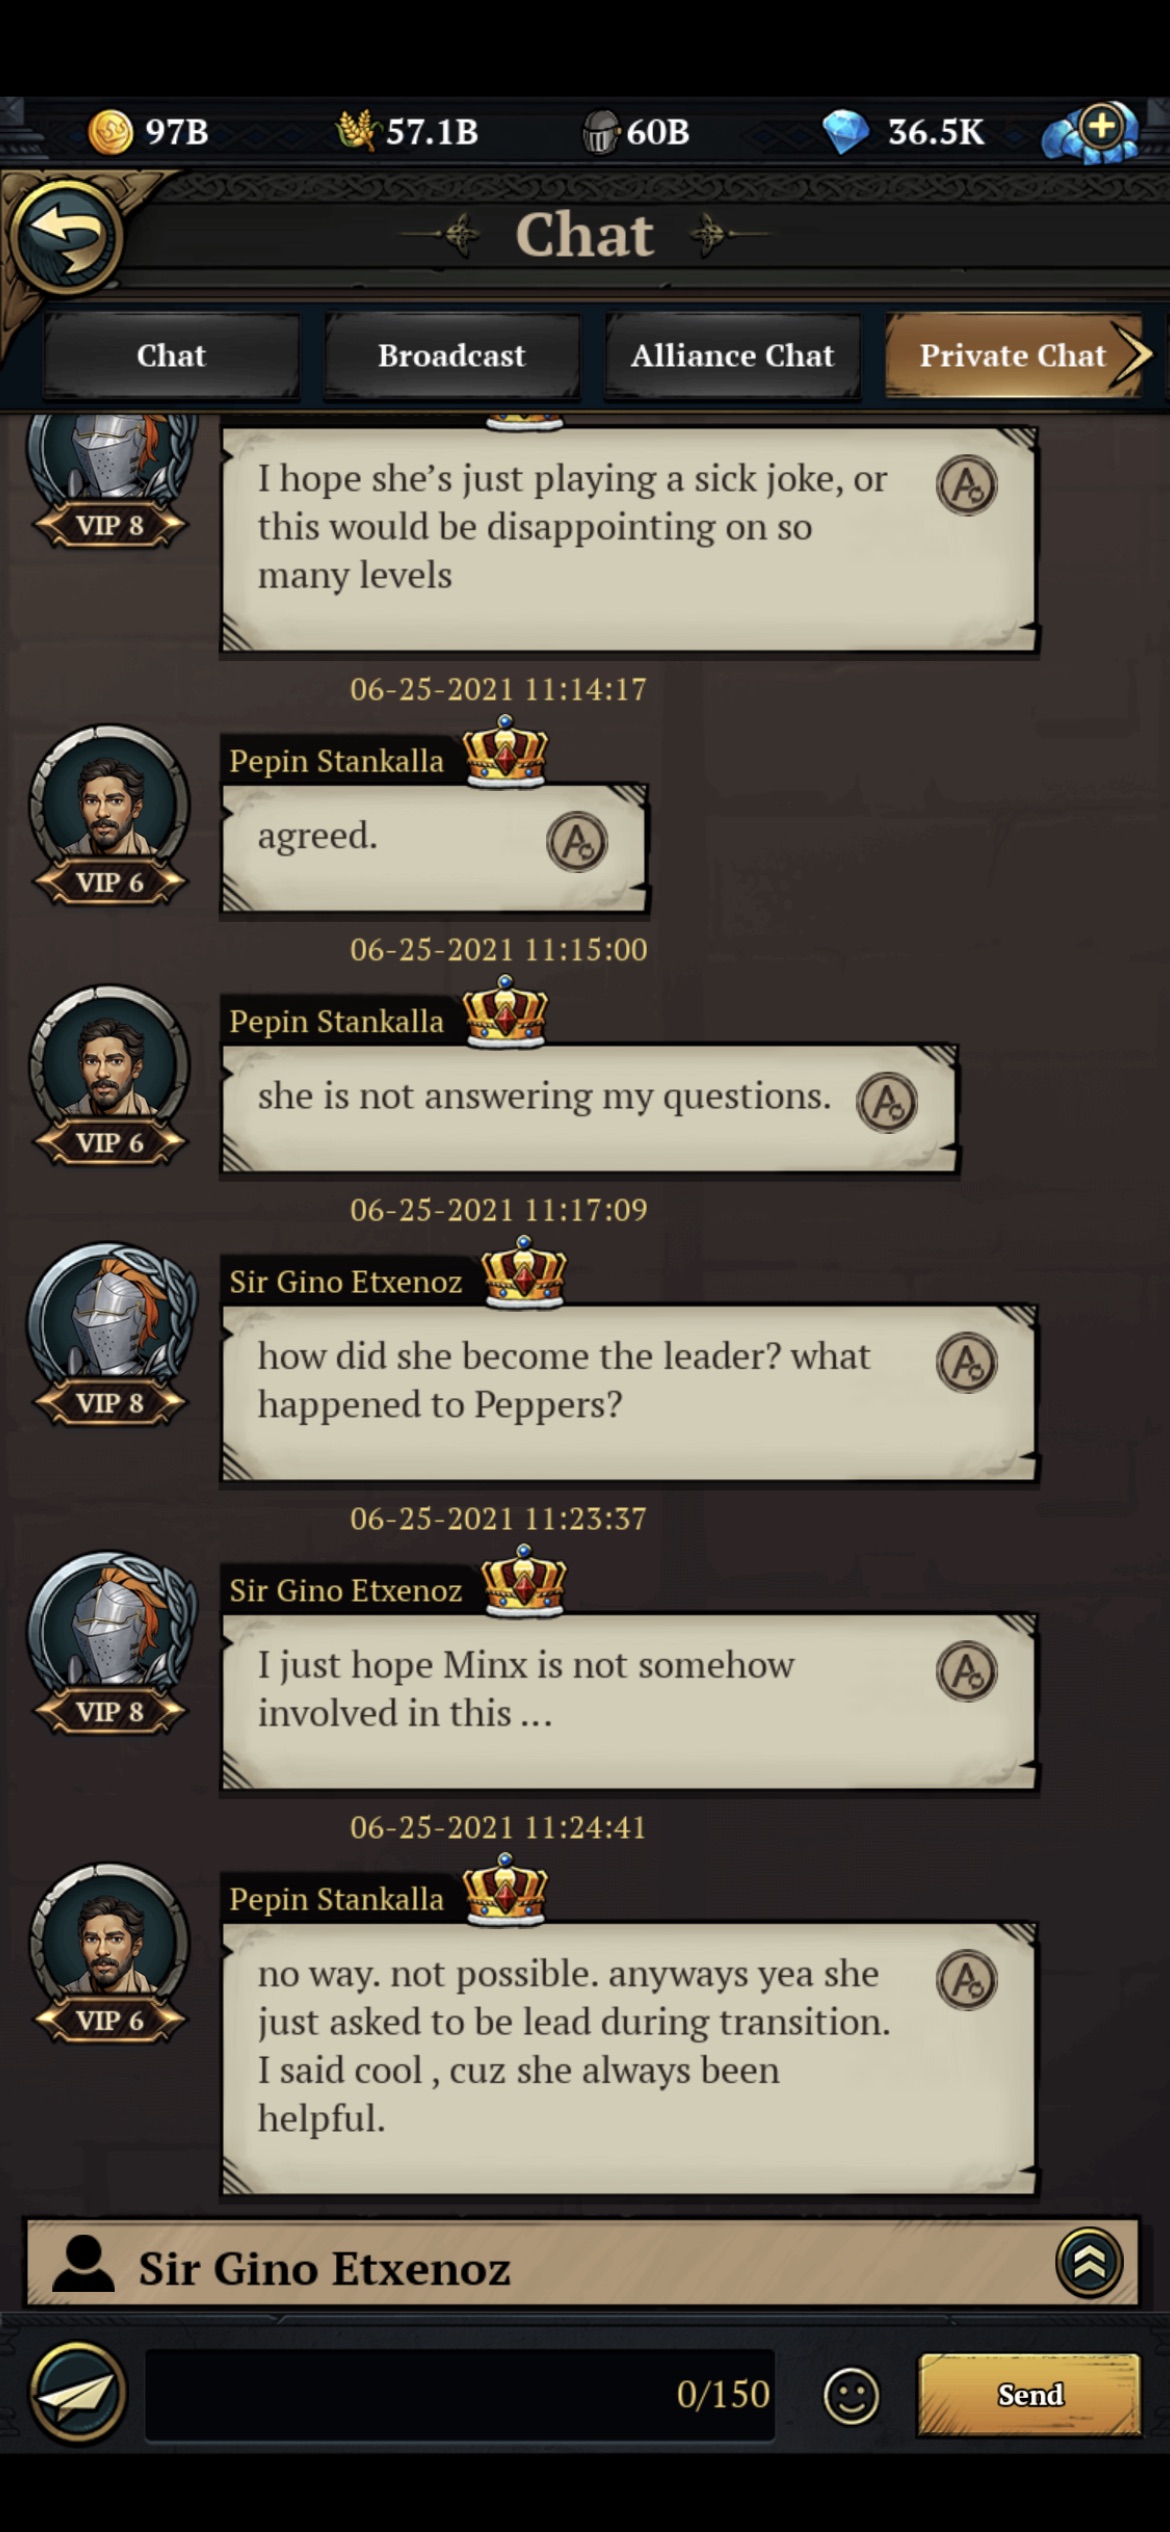 97B 57.1B 60B 36.5K
Chat
Chat Broadcast Alliance Chat Private Chat
VIP 8
I hope she’s just playing a sick joke, or
this would be disappointing on so
many levels
06-25-2021 11:14:17
Pepin Stankalla
VIP 6
agreed.
06-25-2021 11:15:00
Pepin Stankalla
VIP 6
she is not answering my questions.
06-25-2021 11:17:09
Sir Gino Etxenoz
VIP 8
how did she become the leader? what
happened to Peppers?
06-25-2021 11:23:37
Sir Gino Etxenoz
VIP 8
I just hope Minx is not somehow
involved in this ...
06-25-2021 11:24:41
Pepin Stankalla
VIP 6
no way. not possible. anyways yea she
just asked to be lead during transition.
I said cool , cuz she always been
helpful.
Sir Gino Etxenoz
0/150 Send